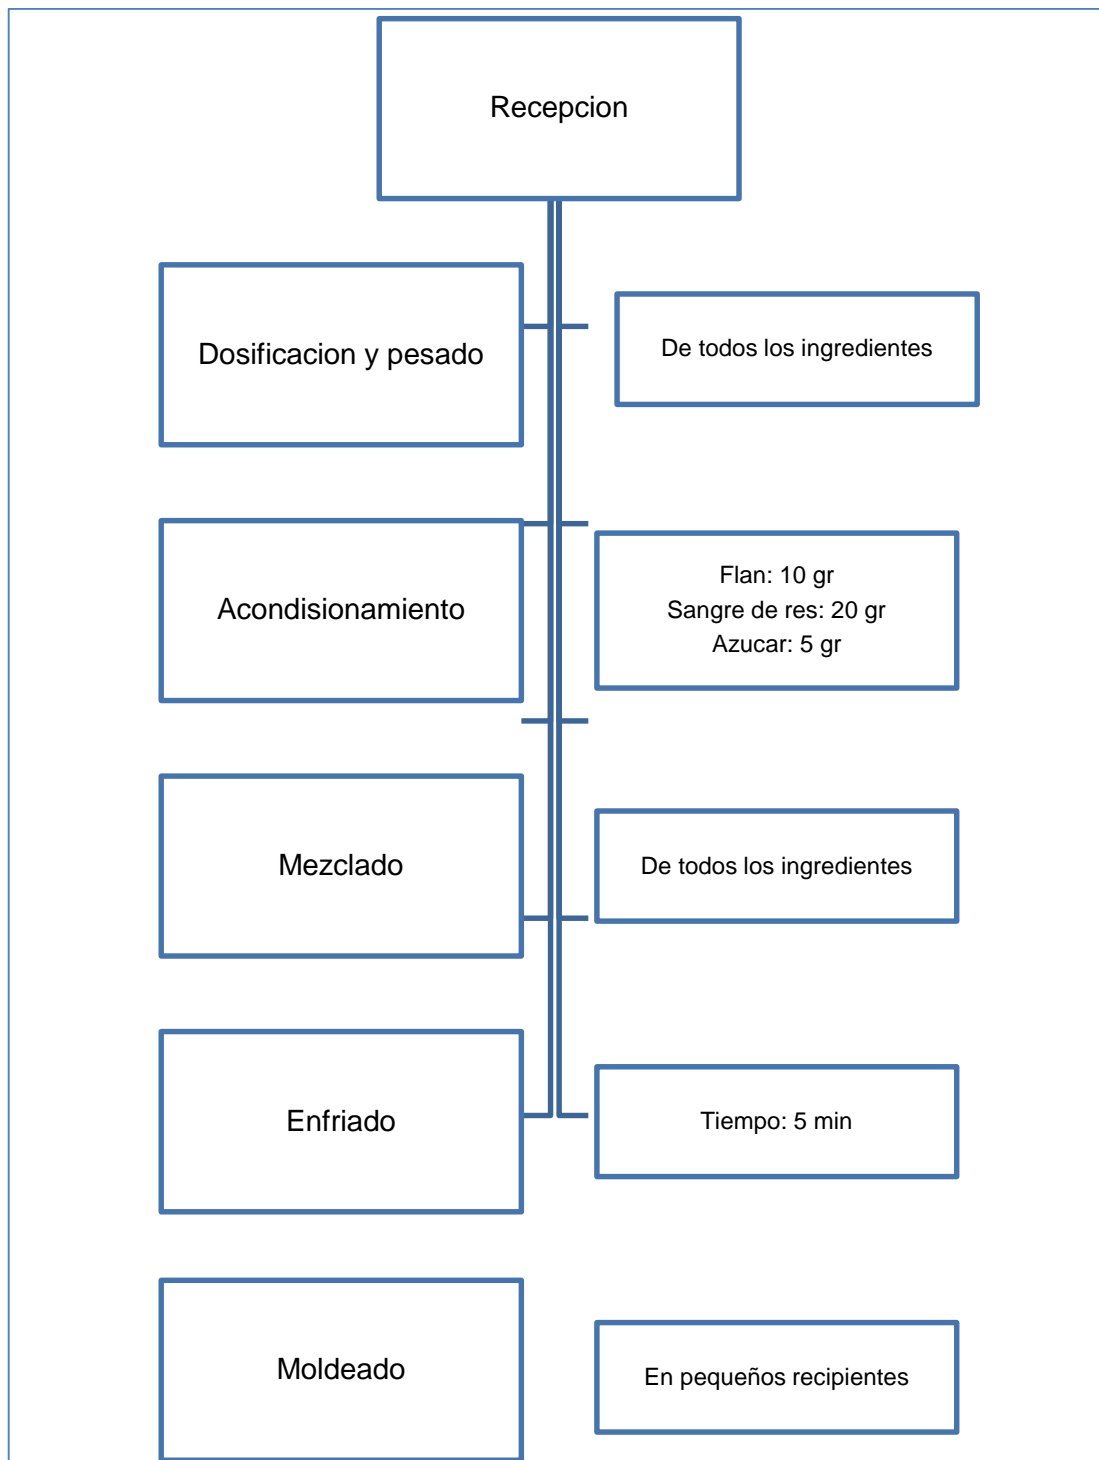 Recepcion
Dosificacion y pesado
De todos los ingredientes
Acondisionamiento
Flan: 10 gr
Sangre de res: 20 gr
Azucar: 5 gr
Mezclado
De todos los ingredientes
Enfriado
Tiempo: 5 min
Moldeado
En pequeños recipientes